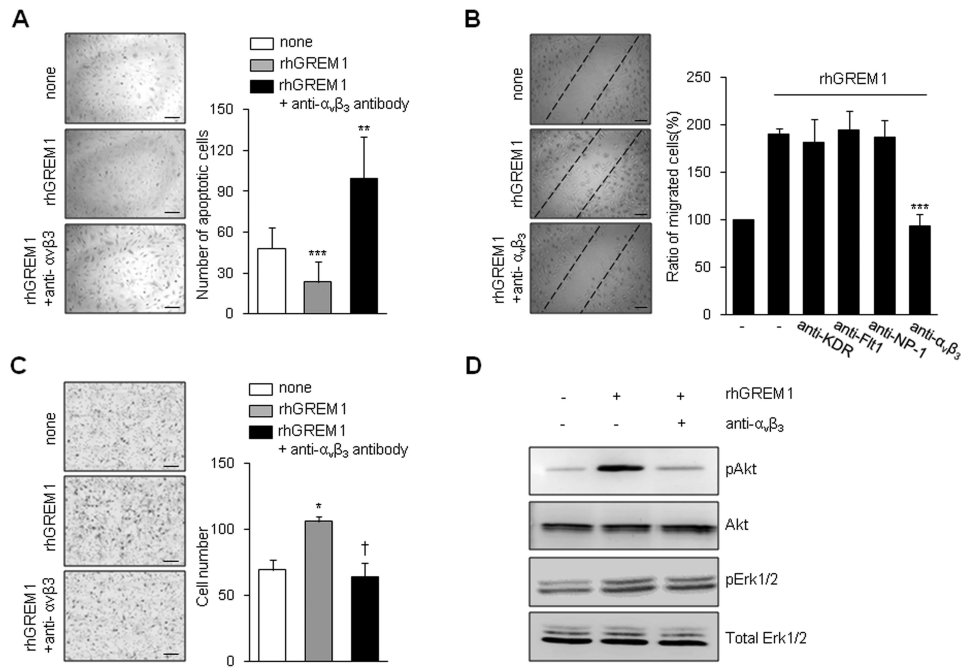 A
none
rhGREM1
rhGREM1
+anti- αvβ3
none
rhGREM1
rhGREM1
+ anti-αvβ3 antibody
Number of apoptotic cells
150
120
90
60
30
0
***
**
B
none
rhGREM1
rhGREM1
+anti-αvβ3
Ratio of migrated cells(%)
250
200
150
100
50
0
rhGREM1
***
-
-
anti-KDR
anti-Flt1
anti-NP-1
anti-αvβ3
C
none
rhGREM1
rhGREM1
+anti- αvβ3
none
rhGREM1
rhGREM1
+ anti-αvβ3 antibody
Cell number
150
100
50
0
*
†
D
- + + rhGREM1
- - + anti-αvβ3
pAkt
Akt
pErk1/2
Total Erk1/2